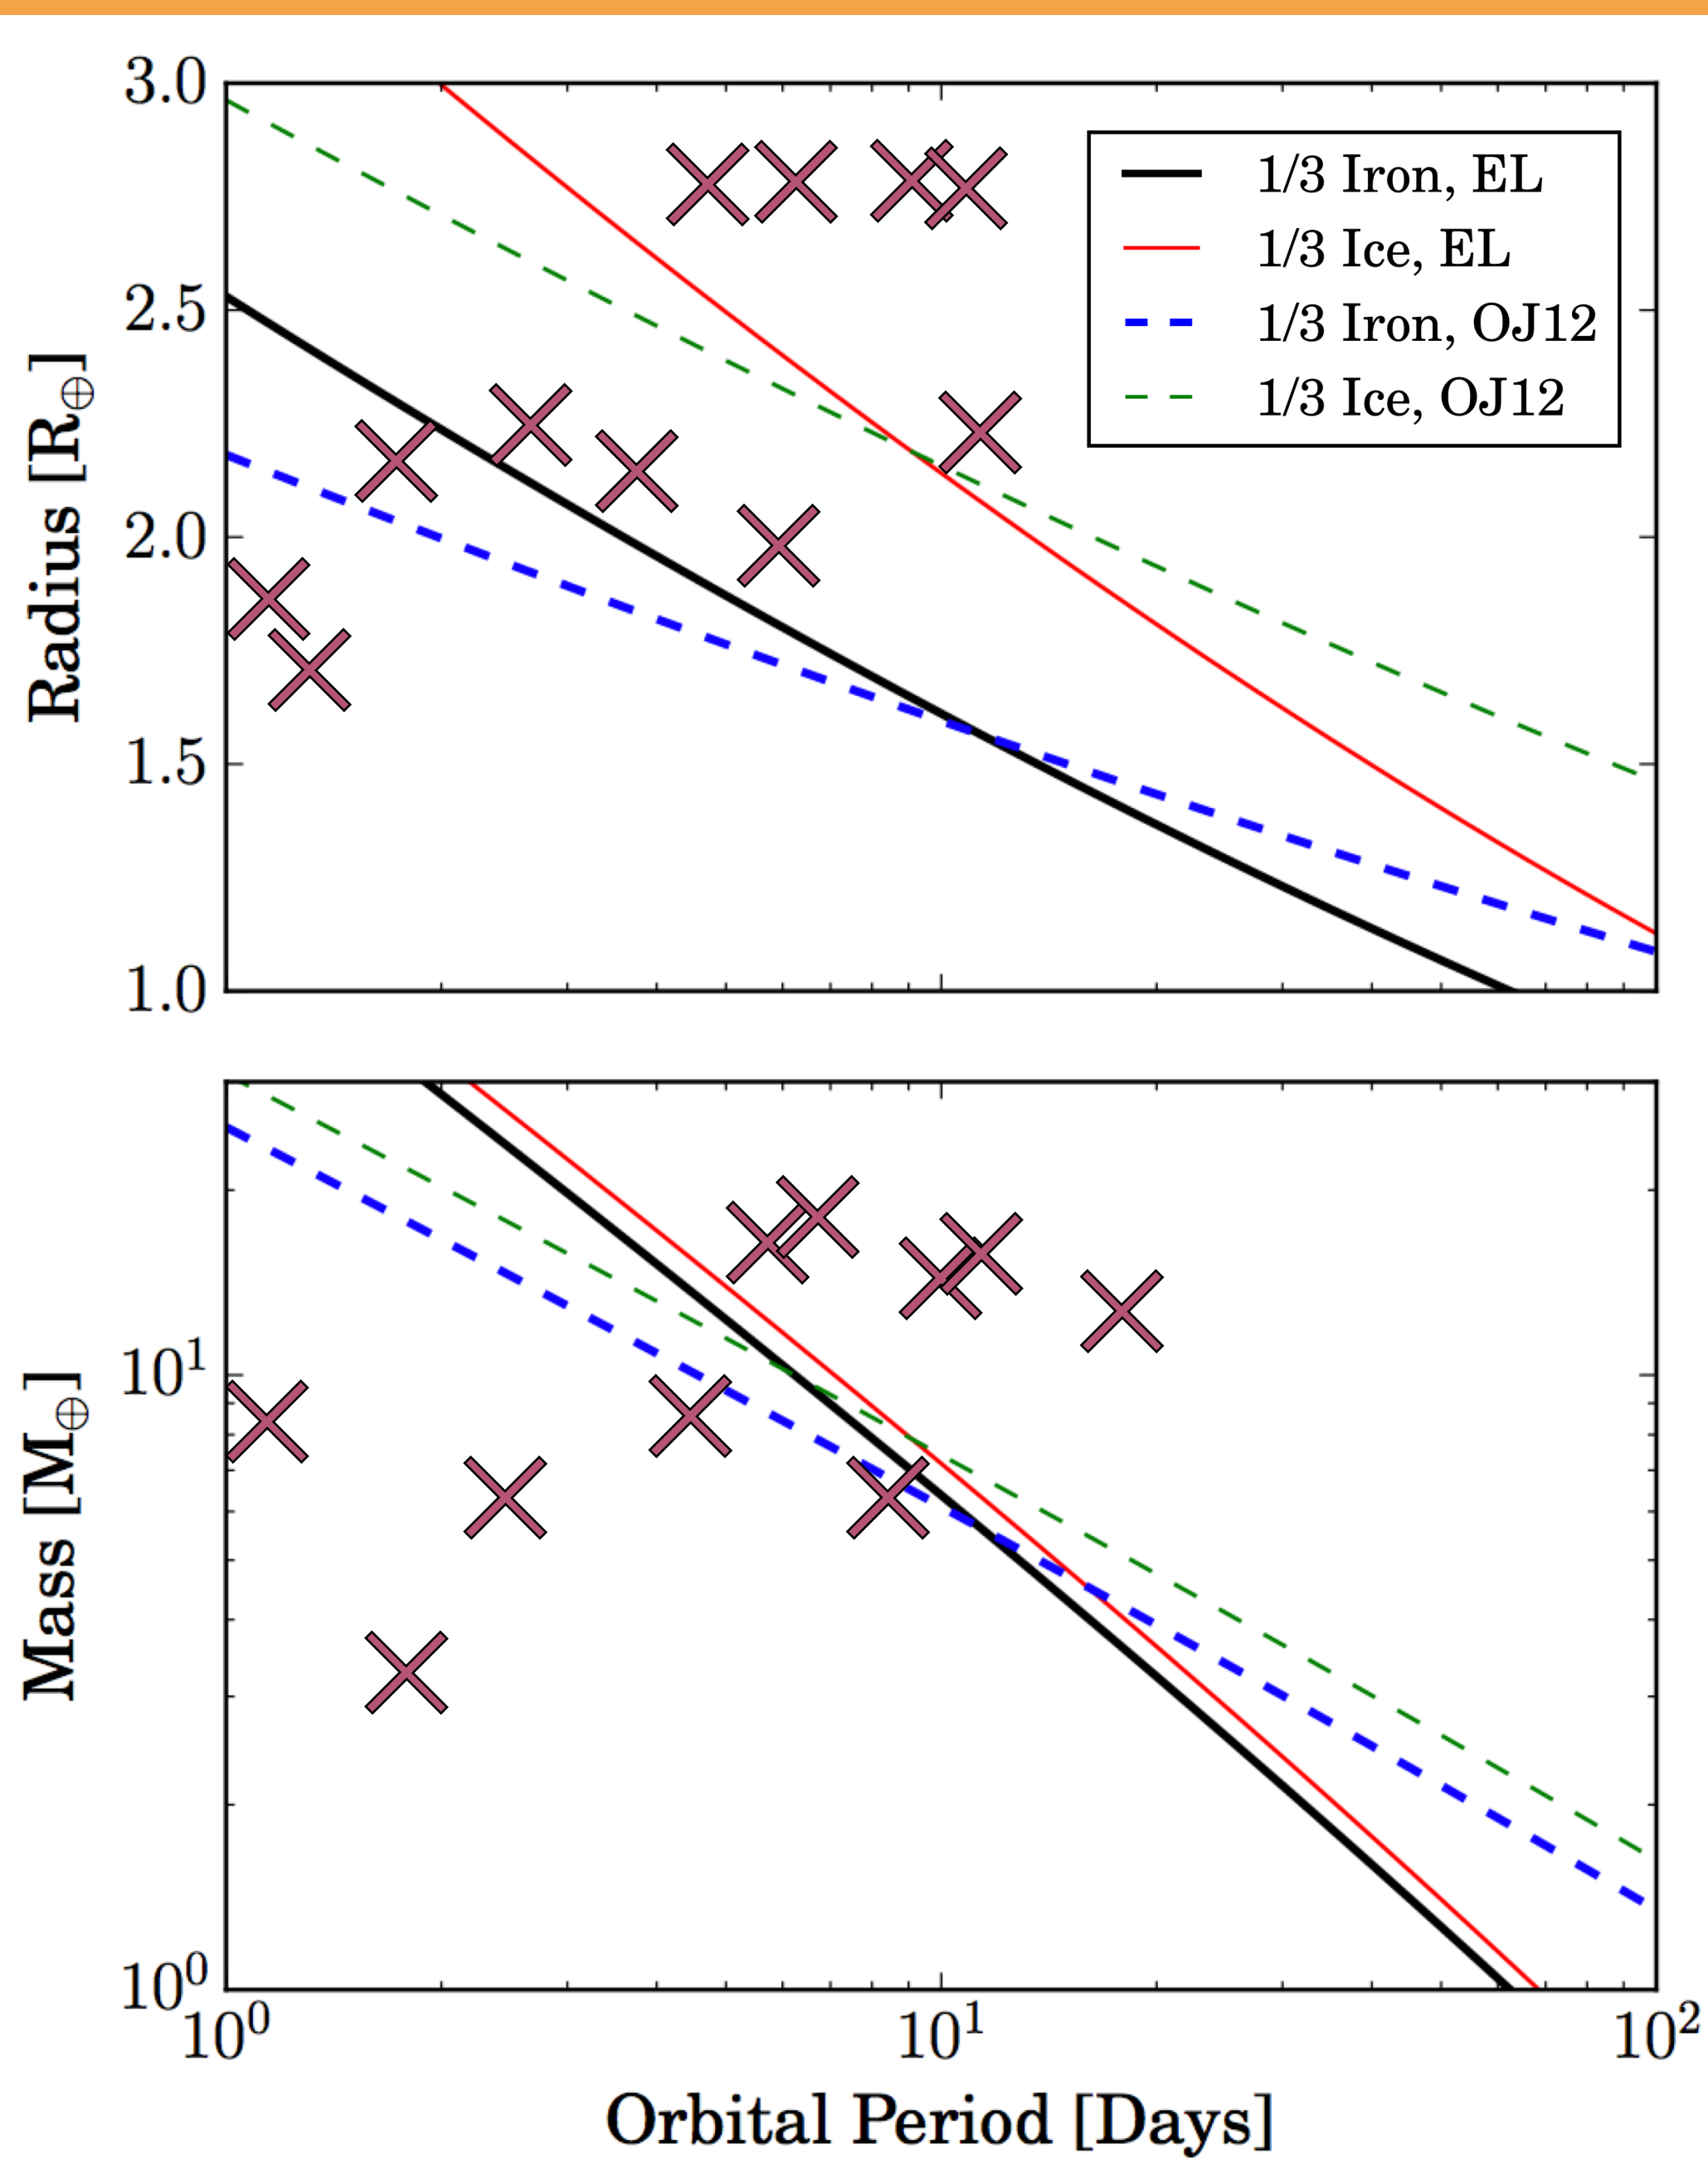 3.0
2.5
2.0
1.5
1.0
Radius [R⊕]
1/3 Iron, EL
1/3 Ice, EL
1/3 Iron, OJ12
1/3 Ice, OJ12
10¹
10⁰
Mass [M⊕]
10⁰ 10¹ 10²
Orbital Period [Days]